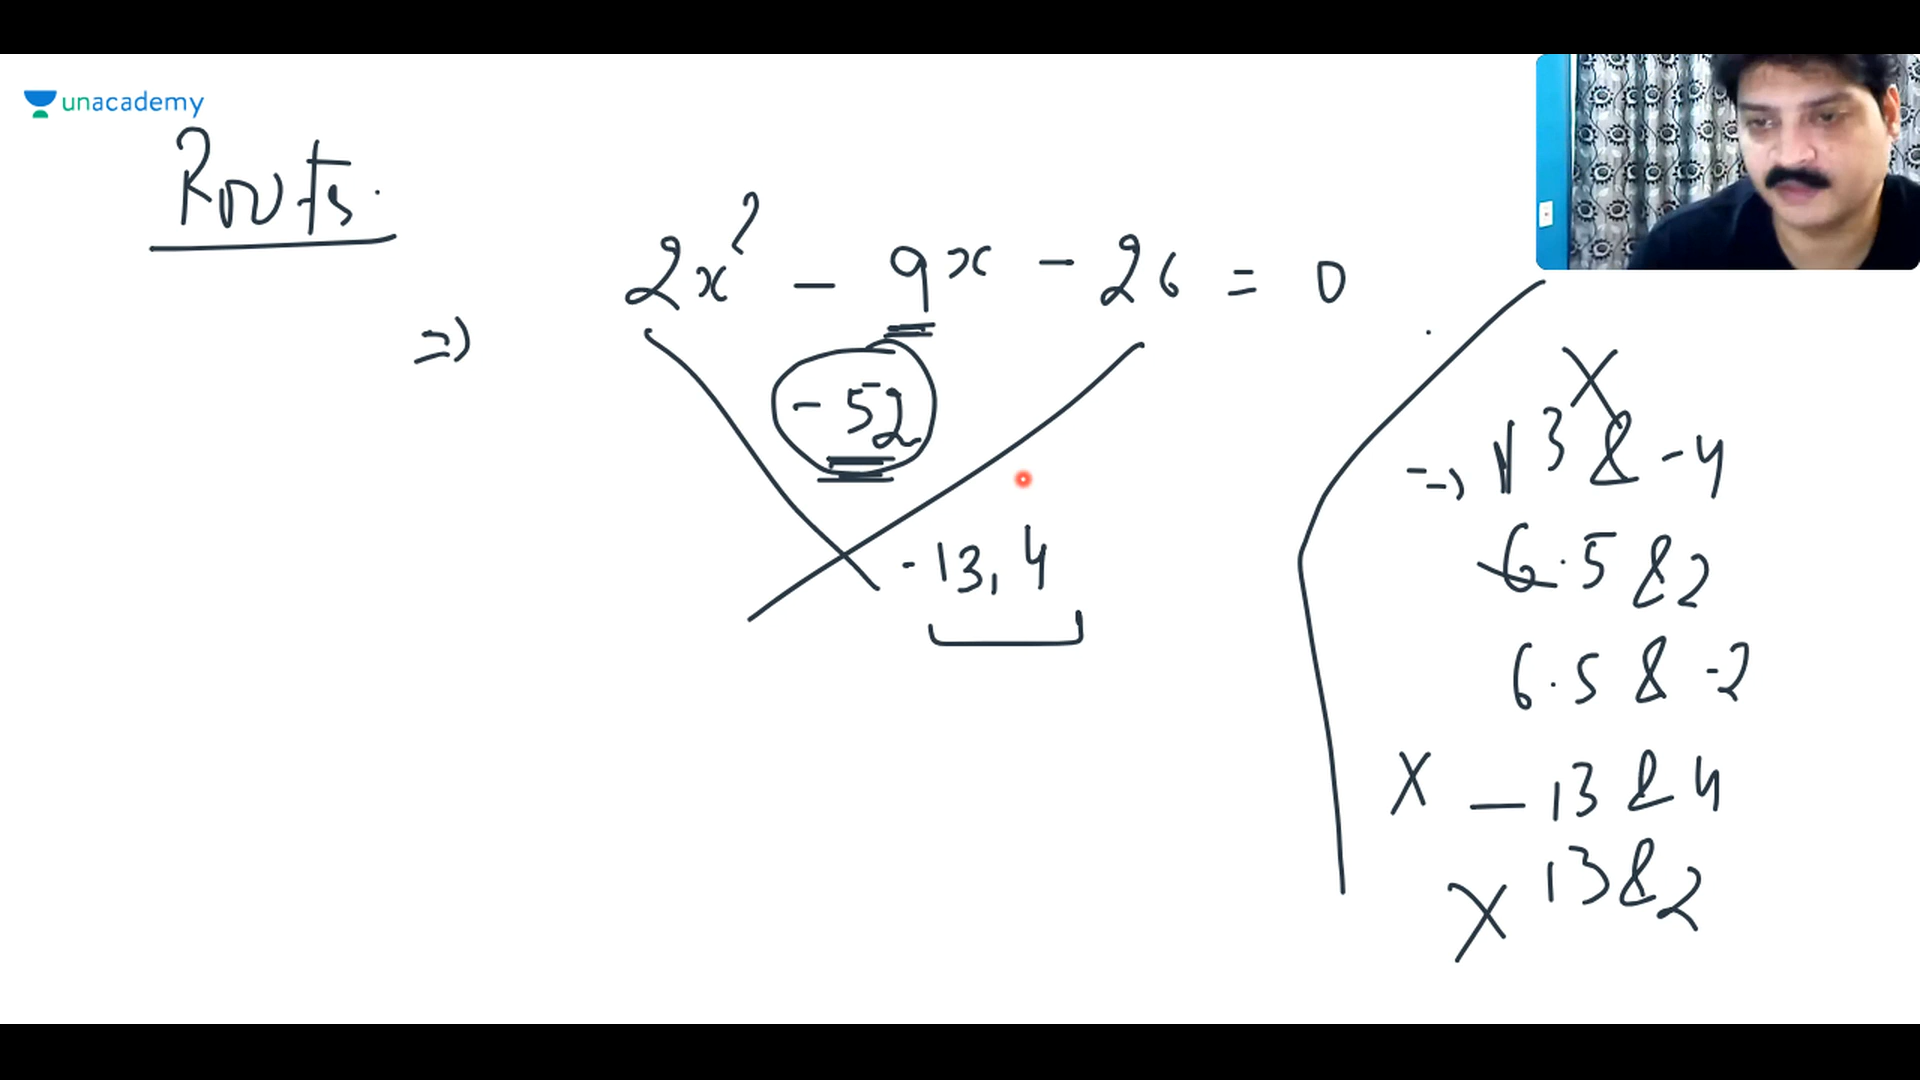 unacademy
Roots.
2x² - 9x - 26 = 0
=>
-52
-13, 4
=> 13 & -4
6.5 & 2
6.5 & -2
X -13 & 4
X 13 & 2